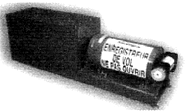 ENREGISTREUR
DE VOL
NE PAS OUVRIR